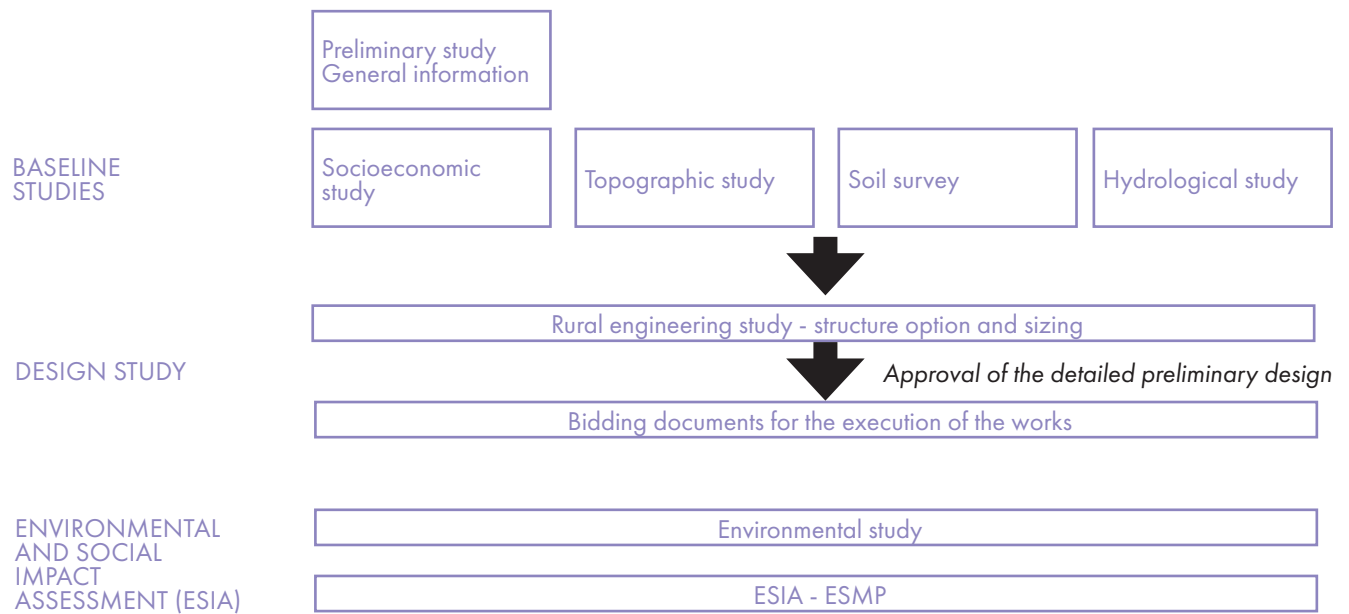 Preliminary study
General information
BASELINE
STUDIES
Socioeconomic
study
Topographic study
Soil survey
Hydrological study
Rural engineering study - structure option and sizing
DESIGN STUDY
Approval of the detailed preliminary design
Bidding documents for the execution of the works
ENVIRONMENTAL
AND SOCIAL
IMPACT
ASSESSMENT (ESIA)
Environmental study
ESIA - ESMP